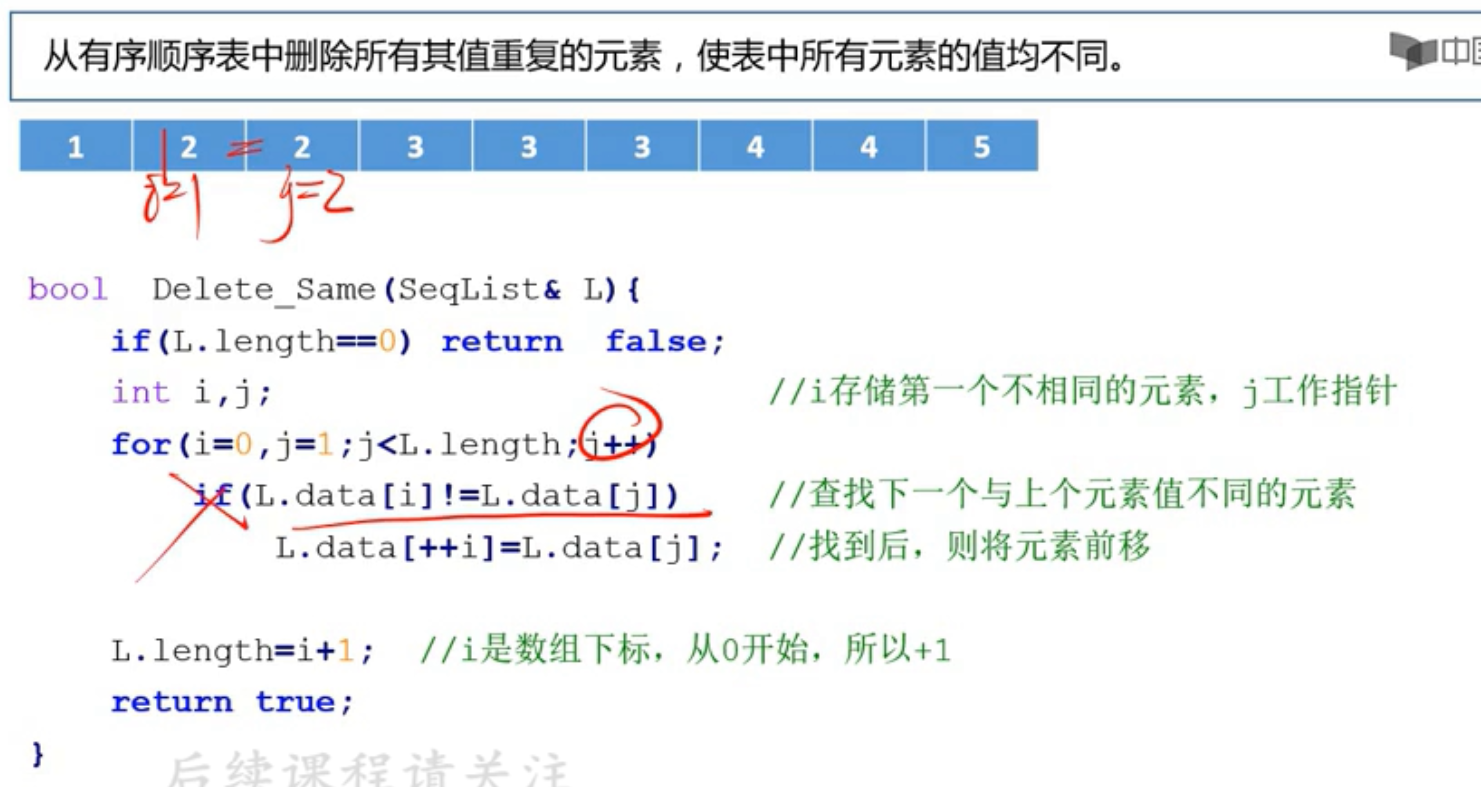 从有序顺序表中删除所有其值重复的元素，使表中所有元素的值均不同。
中国
1 2 = 2 3 3 3 4 4 5
i=1 j=2
bool Delete_Same(SeqList& L){
if(L.length==0) return false;
int i,j; //i存储第一个不相同的元素，j工作指针
for(i=0,j=1;j<L.length;j++)
if(L.data[i]!=L.data[j]) //查找下一个与上个元素值不同的元素
L.data[++i]=L.data[j]; //找到后，则将元素前移
L.length=i+1; //i是数组下标，从0开始，所以+1
return true;
}
后续课程请关注